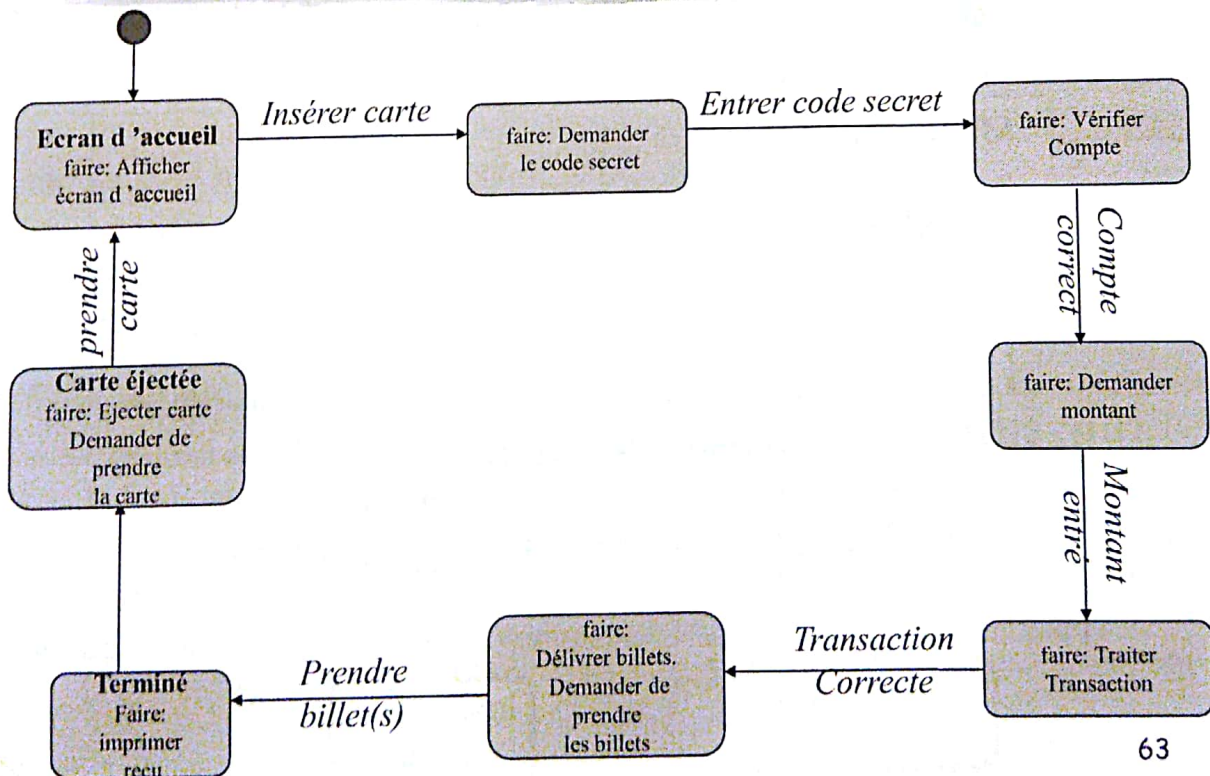 Insérer carte
Entrer code secret
Ecran d ’accueil
faire: Afficher
écran d ’accueil
faire: Demander
le code secret
faire: Vérifier
Compte
Compte
correct
prendre
carte
Carte éjectée
faire: Ejecter carte
Demander de
prendre
la carte
faire: Demander
montant
Montant
entré
faire:
Délivrer billets.
Demander de
prendre
les billets
Transaction
Correcte
faire: Traiter
Transaction
Prendre
billet(s)
Terminé
Faire:
imprimer
reçu
63